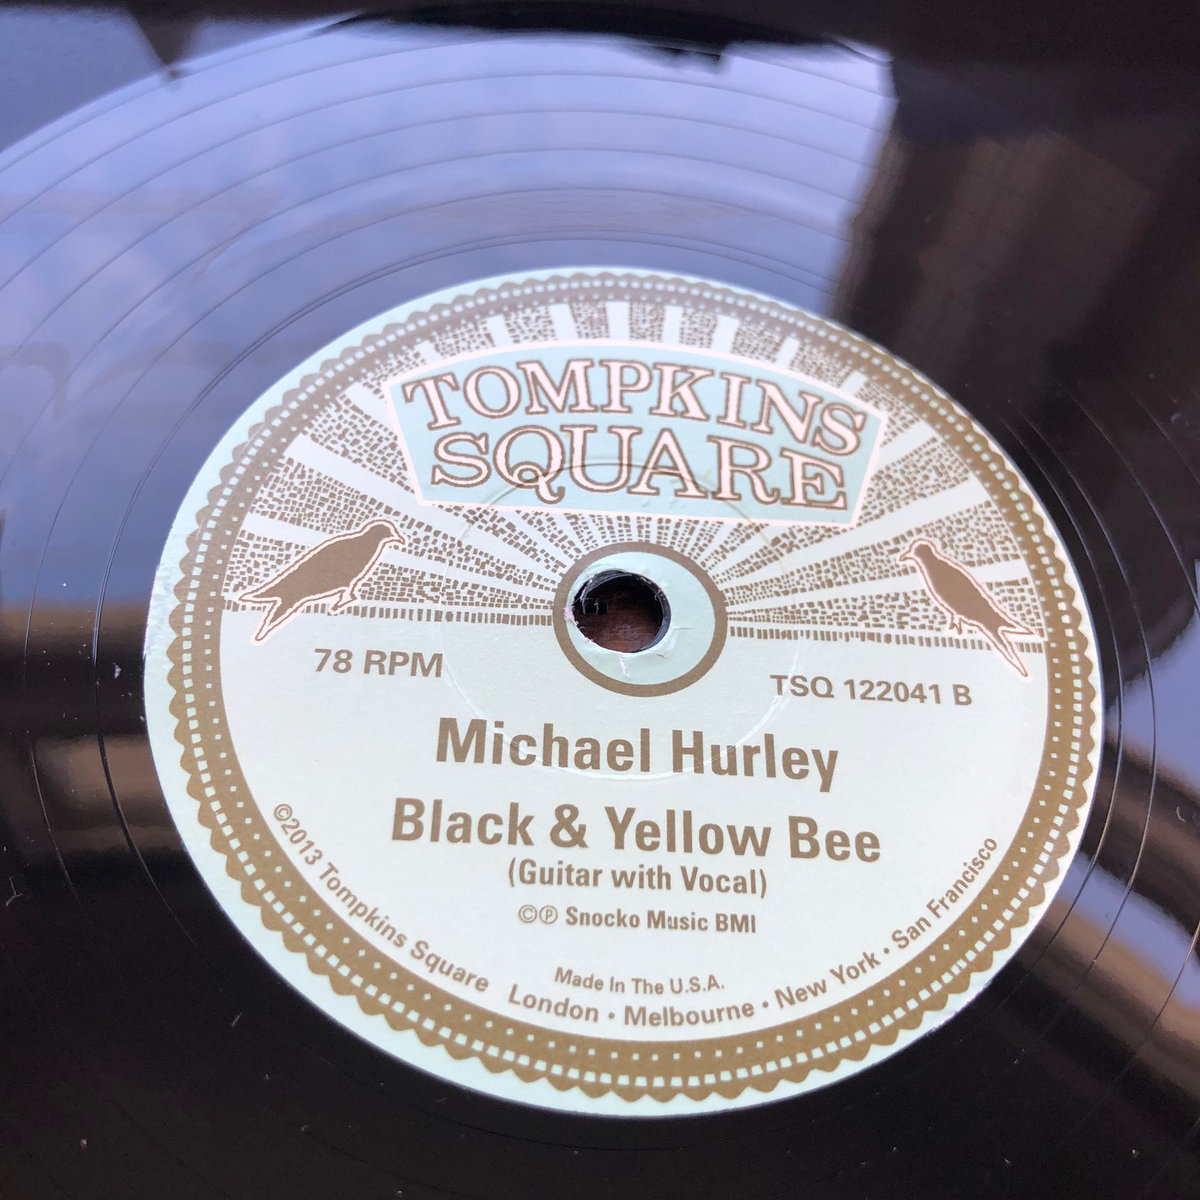 TOMPKINS
SQUARE
78 RPM
TSQ 122041 B
Michael Hurley
Black & Yellow Bee
(Guitar with Vocal)
©℗ Snocko Music BMI
Made In The U.S.A.
©2013 Tompkins Square London • Melbourne • New York • San Francisco